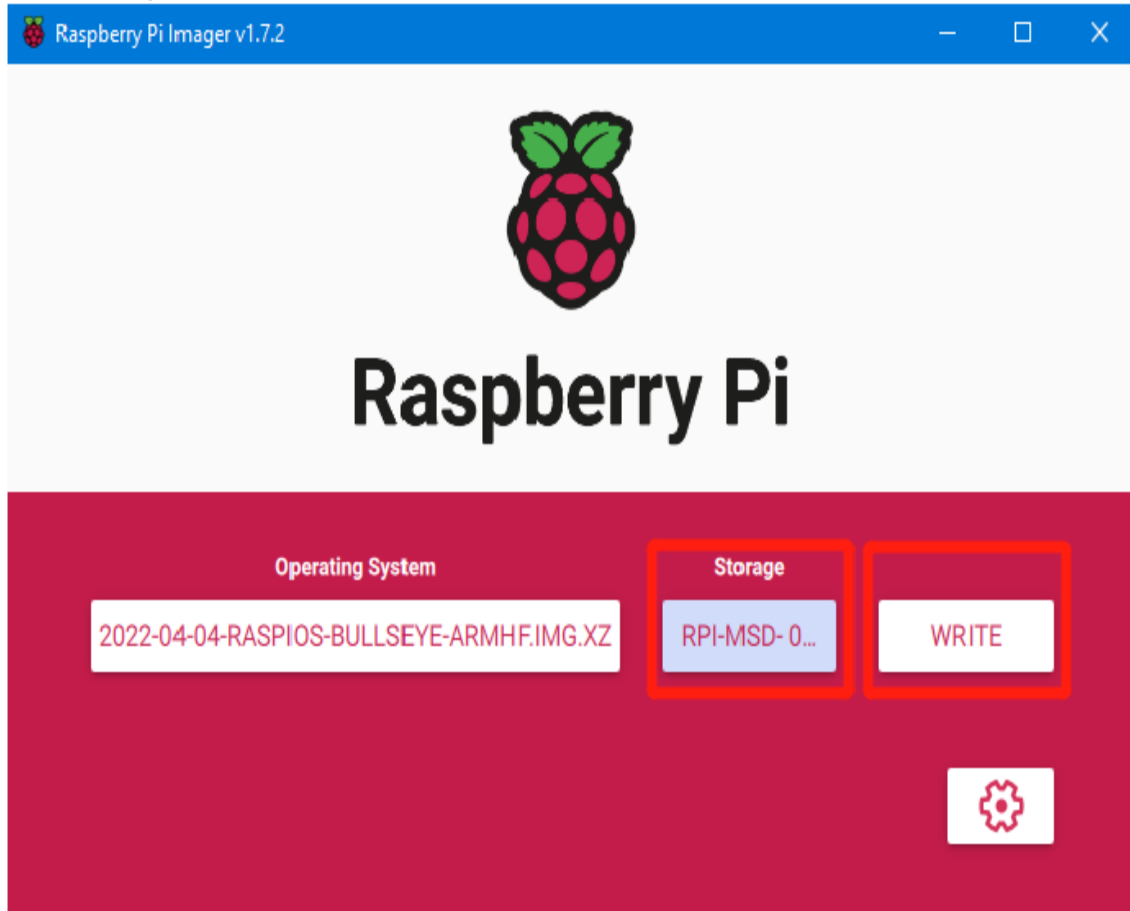 Raspberry Pi Imager v1.7.2
Raspberry Pi
Operating System
Storage
2022-04-04-RASPIOS-BULLSEYE-ARMHF.IMG.XZ
RPI-MSD- 0...
WRITE